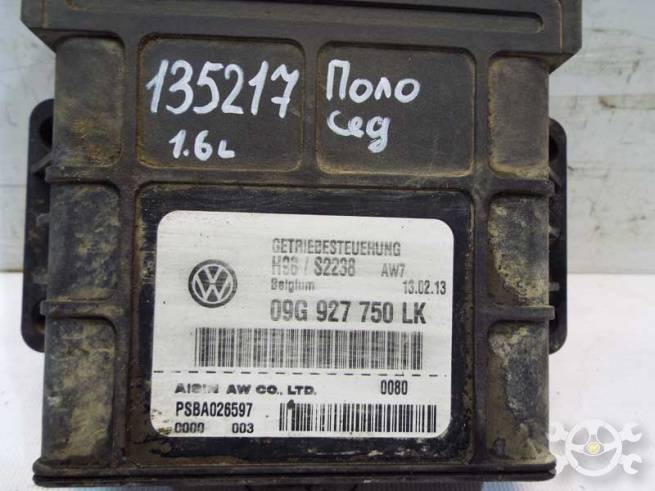 135217 Поло
1.6L сед
GETRIEBESTEUERUNG
H98 / S2238 AW7
Belgium 13.02.13
09G 927 750 LK
AISIN AW CO., LTD. 0080
PSBA026597
0000 003